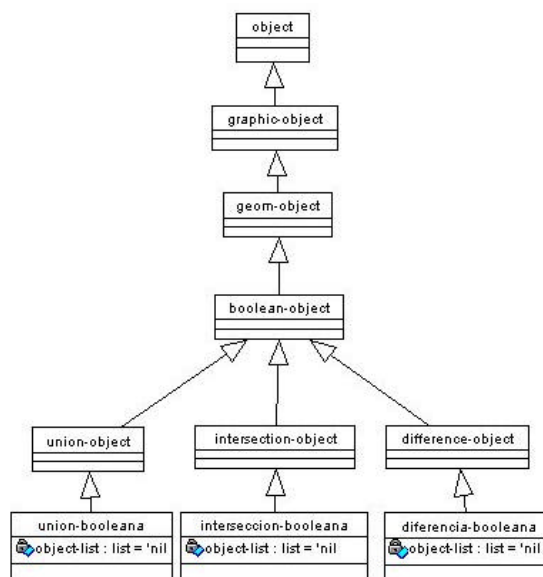 object
graphic-object
geom-object
boolean-object
union-object
intersection-object
difference-object
union-booleana
object-list : list = 'nil
interseccion-booleana
object-list : list = 'nil
diferencia-booleana
object-list : list = 'nil